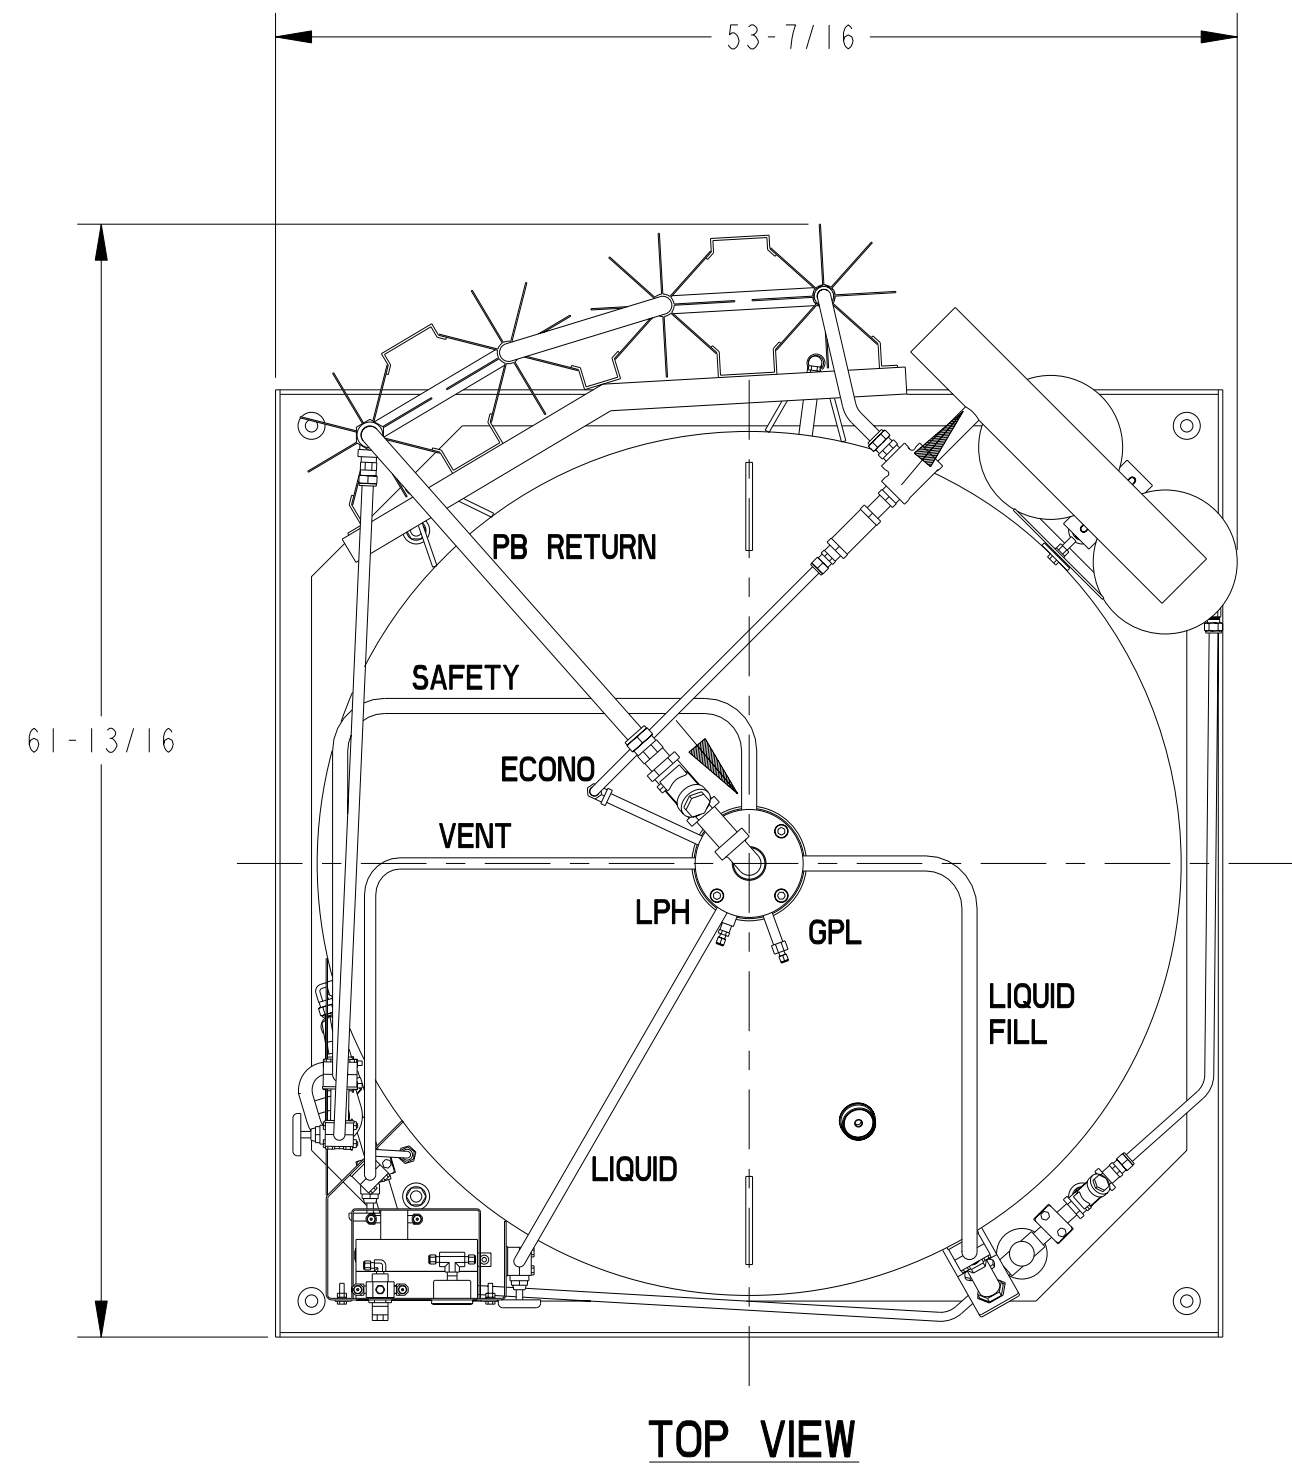 53-7/16
PB RETURN
SAFETY
61-13/16
ECONO
VENT
LPH
GPL
LIQUID
FILL
LIQUID
TOP VIEW